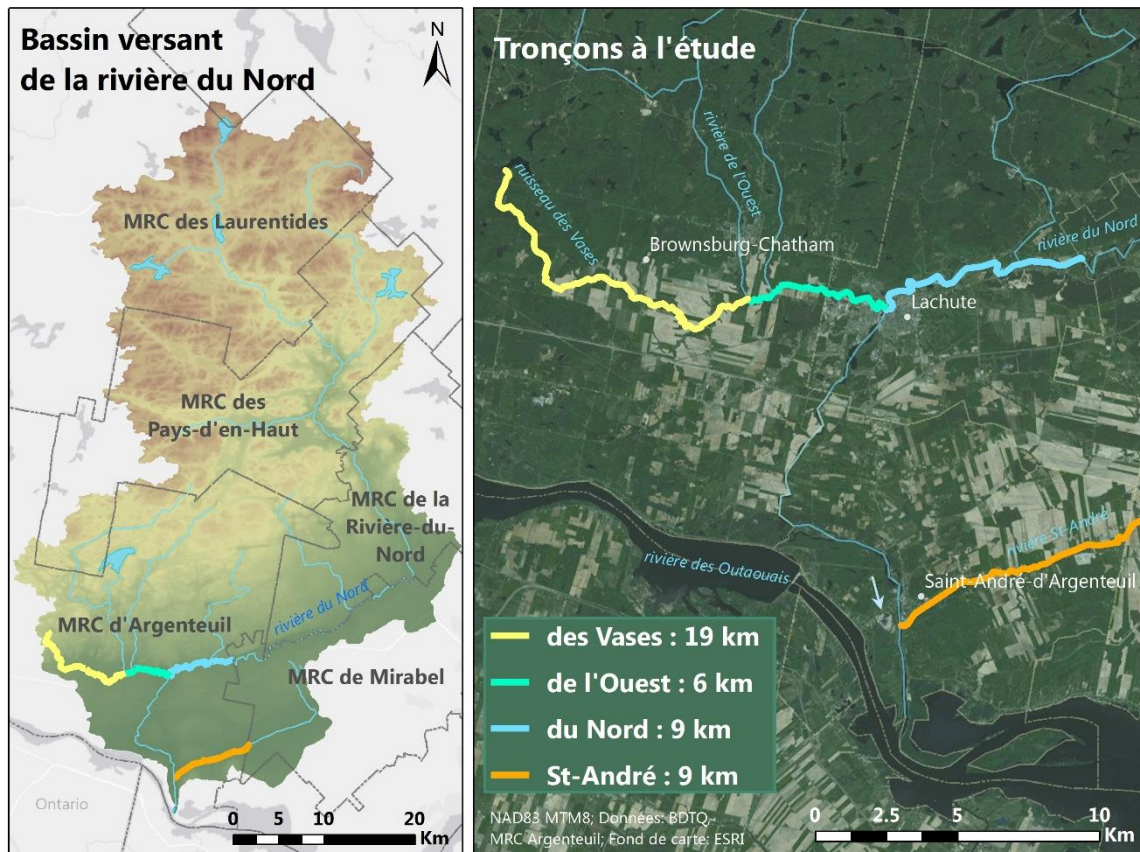 Bassin versant
de la rivière du Nord
N
MRC des Laurentides
MRC des
Pays-d'en-Haut
MRC de la
Rivière-du-
Nord
rivière du Nord
MRC d'Argenteuil
MRC de Mirabel
Ontario
0 5 10 20
Km
Tronçons à l'étude
ruisseau des Vases
rivière de l'Ouest
Brownsburg-Chatham
rivière du Nord
Lachute
rivière des Outaouais
rivière St-André
Saint-André-d'Argenteuil
des Vases : 19 km
de l'Ouest : 6 km
du Nord : 9 km
St-André : 9 km
NAD83 MTM8; Données: BDTQ,
MRC Argenteuil; Fond de carte: ESRI
0 2.5 5 10
Km